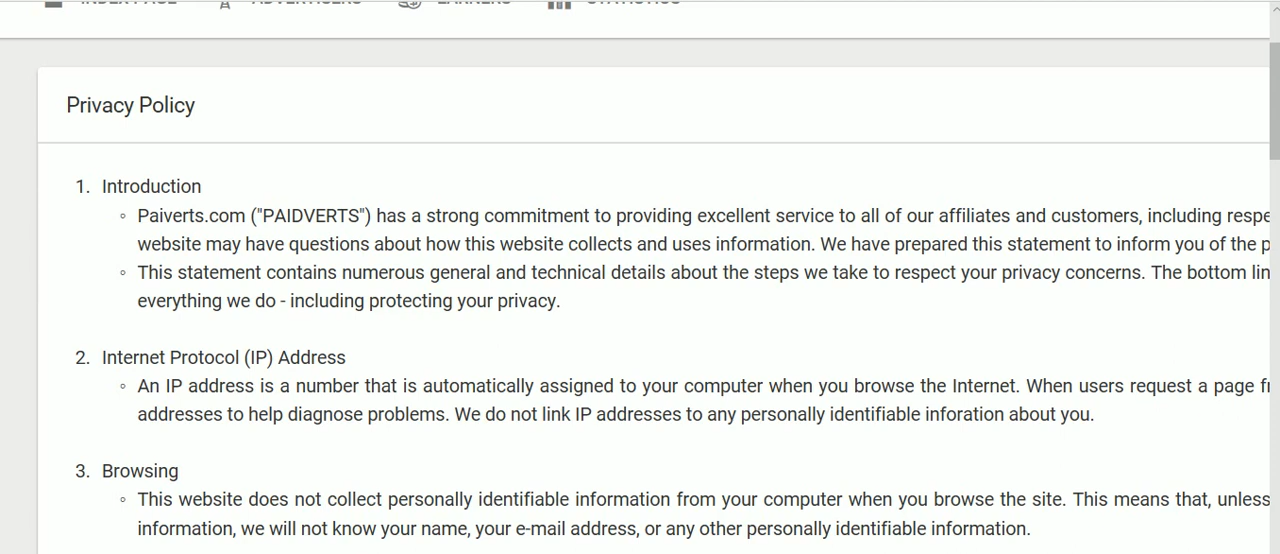 INDEX PAGE ADVERTISERS EARNERS STATISTICS
Privacy Policy
1. Introduction
◦ Paiverts.com ("PAIDVERTS") has a strong commitment to providing excellent service to all of our affiliates and customers, including respe
website may have questions about how this website collects and uses information. We have prepared this statement to inform you of the p
◦ This statement contains numerous general and technical details about the steps we take to respect your privacy concerns. The bottom lin
everything we do - including protecting your privacy.
2. Internet Protocol (IP) Address
◦ An IP address is a number that is automatically assigned to your computer when you browse the Internet. When users request a page f
addresses to help diagnose problems. We do not link IP addresses to any personally identifiable inforation about you.
3. Browsing
◦ This website does not collect personally identifiable information from your computer when you browse the site. This means that, unless
information, we will not know your name, your e-mail address, or any other personally identifiable information.